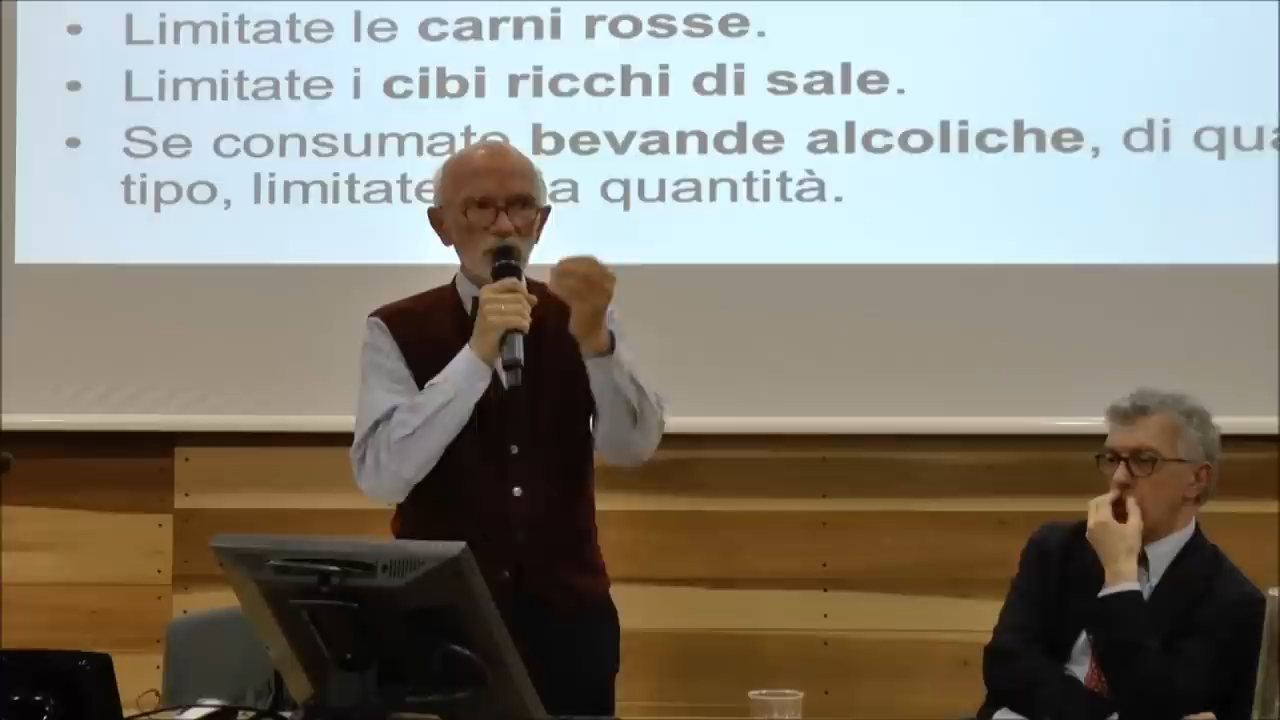 • Limitate le carni rosse.
• Limitate i cibi ricchi di sale.
• Se consumate bevande alcoliche, di
tipo, limitate a quantità.